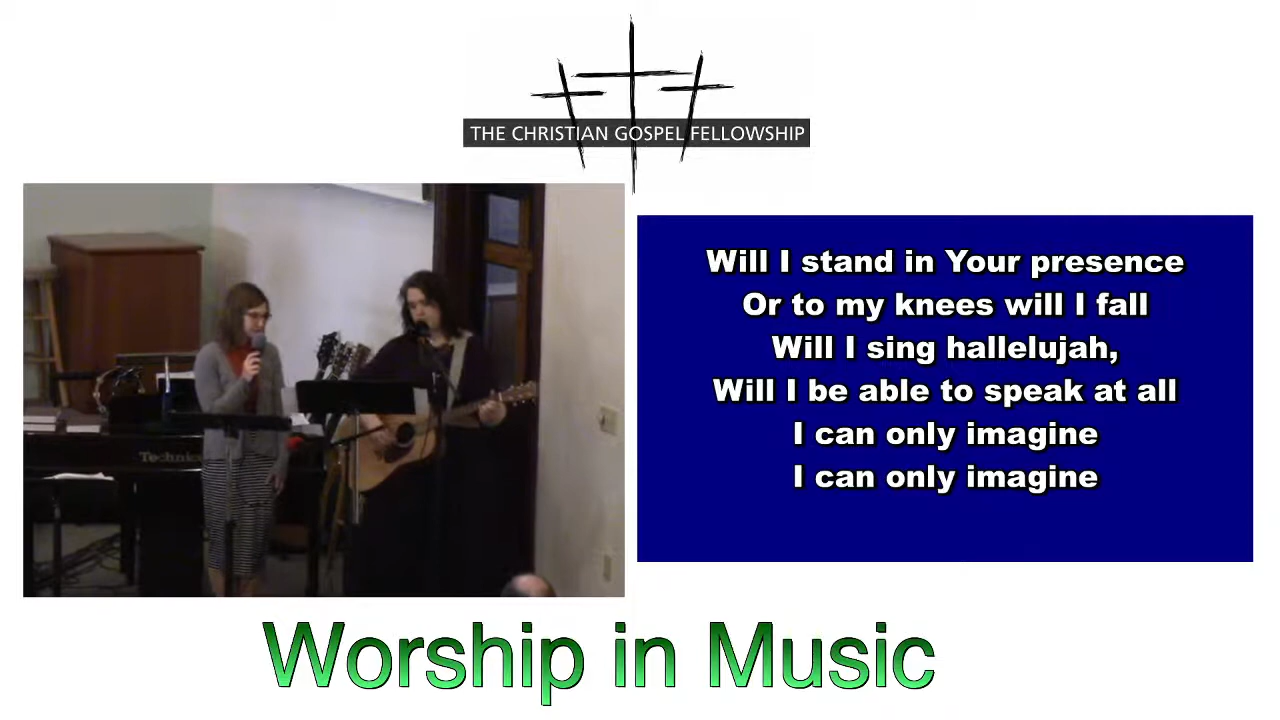 THE CHRISTIAN GOSPEL FELLOWSHIP
Will I stand in Your presence
Or to my knees will I fall
Will I sing hallelujah,
Will I be able to speak at all
I can only imagine
I can only imagine
Technics
Worship in Music